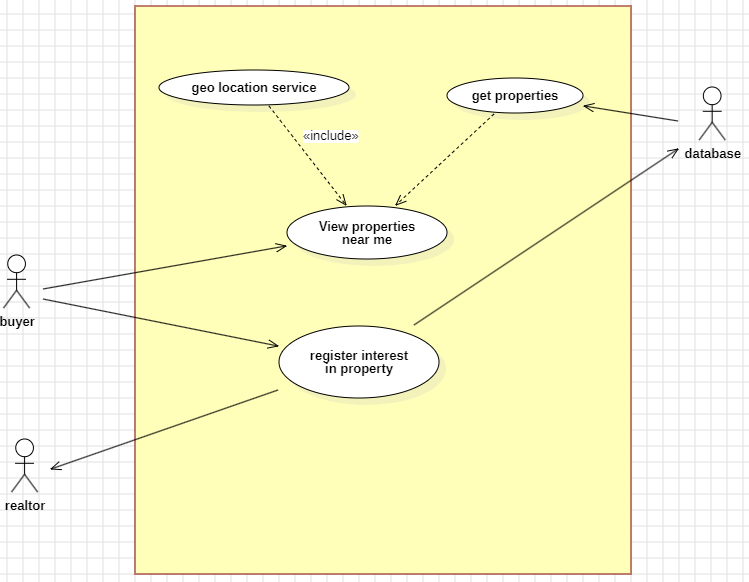 geo location service
get properties
«include»
database
View properties
near me
buyer
register interest
in property
realtor